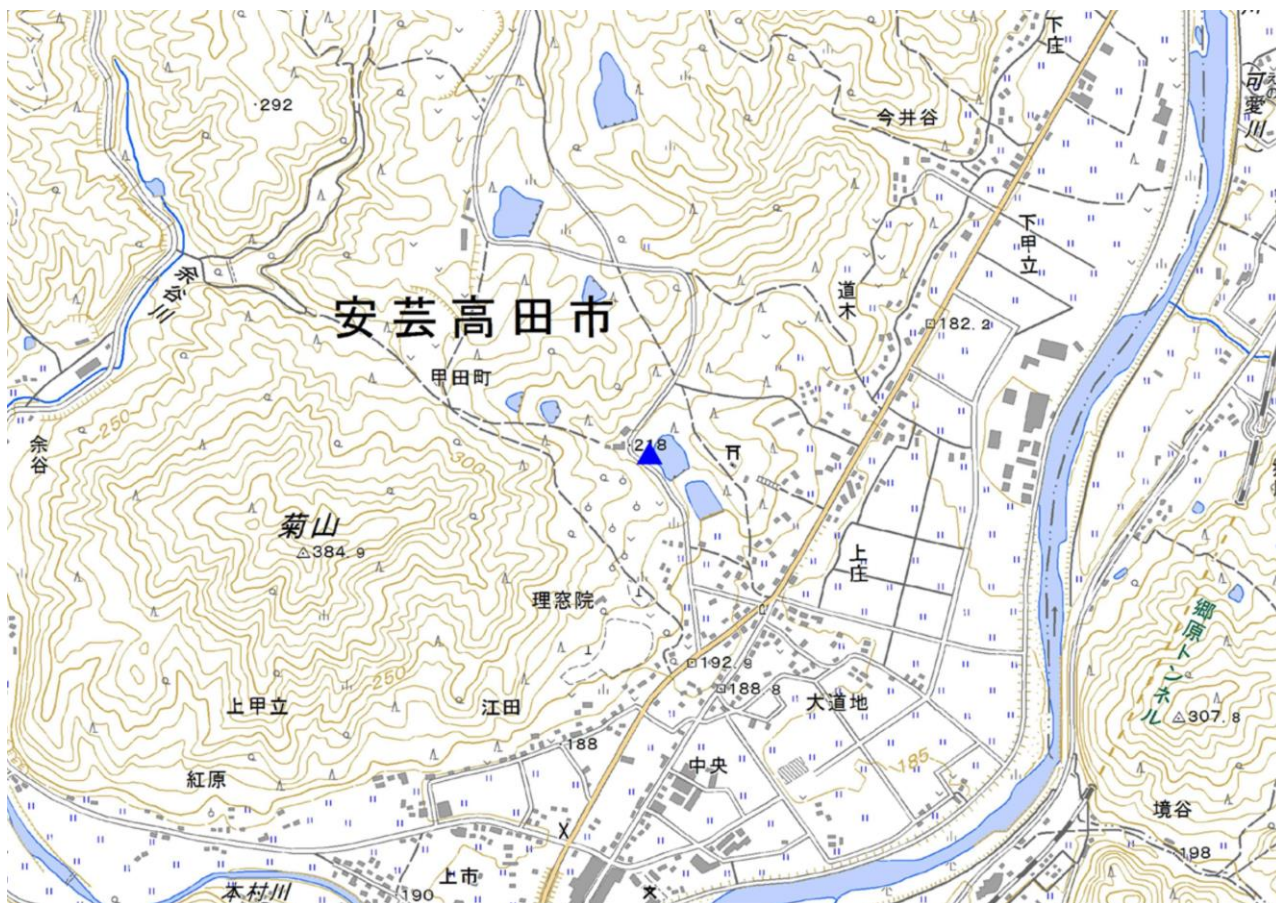 下庄
可愛川
えの
292
今井谷
下甲立
余谷川
道木
安芸高田市
182.2
甲田町
250
余谷
300
218
菊山
384.9
上庄
理窓院
郷原トンネル
192.9
188.8
250
上甲立
江田
大道地
307.8
188
185
中央
紅原
境谷
198
上市
190
本村川